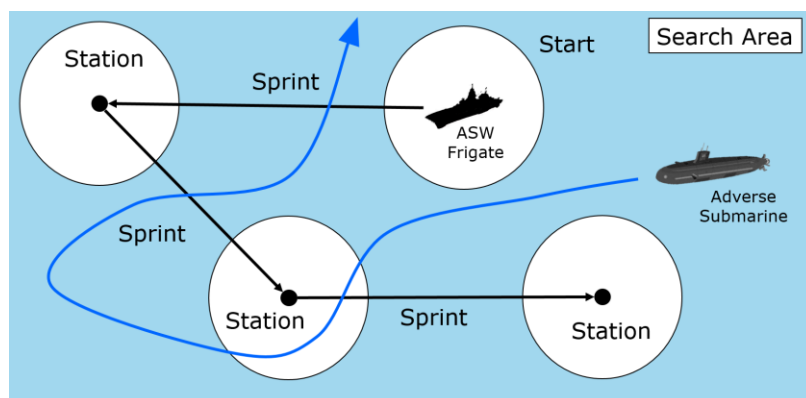 Station
Sprint
Start
Search Area
ASW
Frigate
Adverse
Submarine
Sprint
Station
Sprint
Station